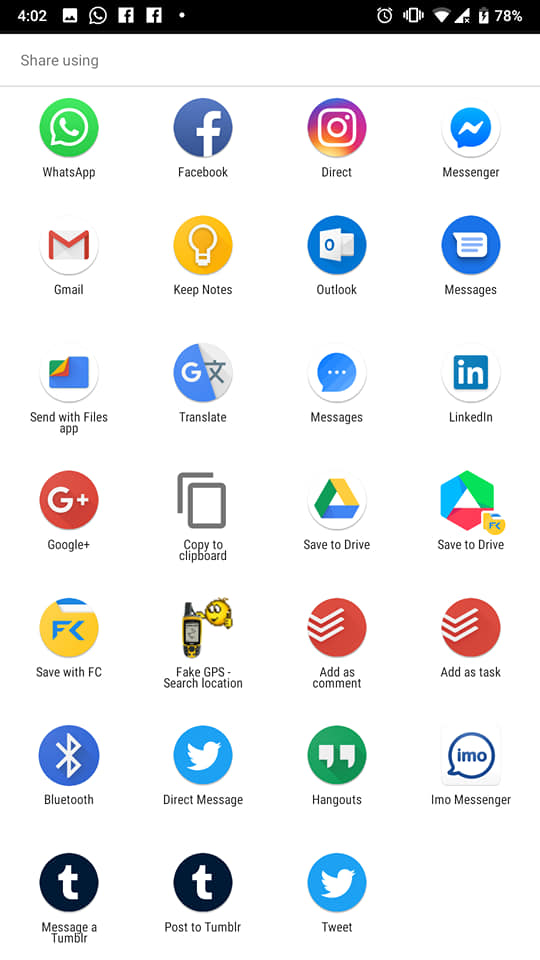 4:02 78%
Share using
WhatsApp Facebook Direct Messenger
Gmail Keep Notes Outlook Messages
Send with Files
app
Translate Messages LinkedIn
G+
Google+
Copy to
clipboard
Save to Drive
FC
Save to Drive
Save with FC
Fake GPS -
Search location
Add as
comment
Add as task
Bluetooth Direct Message Hangouts
imo
Imo Messenger
Message a
Tumblr
Post to Tumblr Tweet